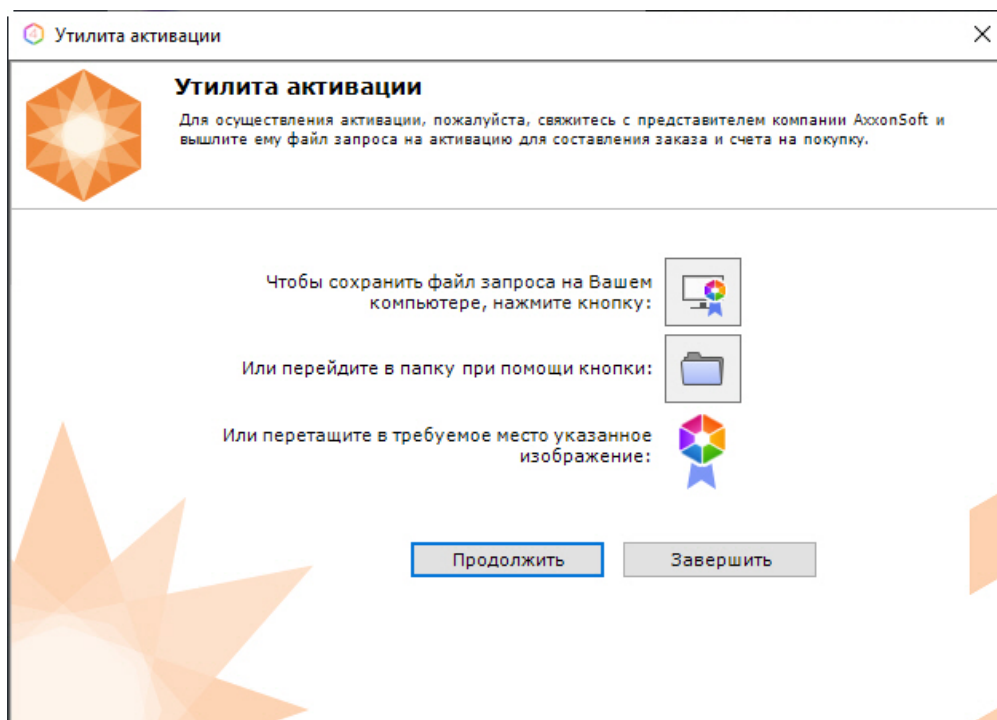 Утилита активации
Утилита активации
Для осуществления активации, пожалуйста, свяжитесь с представителем компании AxxonSoft и
вышлите ему файл запроса на активацию для составления заказа и счета на покупку.
Чтобы сохранить файл запроса на Вашем
компьютере, нажмите кнопку:
Или перейдите в папку при помощи кнопки:
Или перетащите в требуемое место указанное
изображение:
Продолжить
Завершить